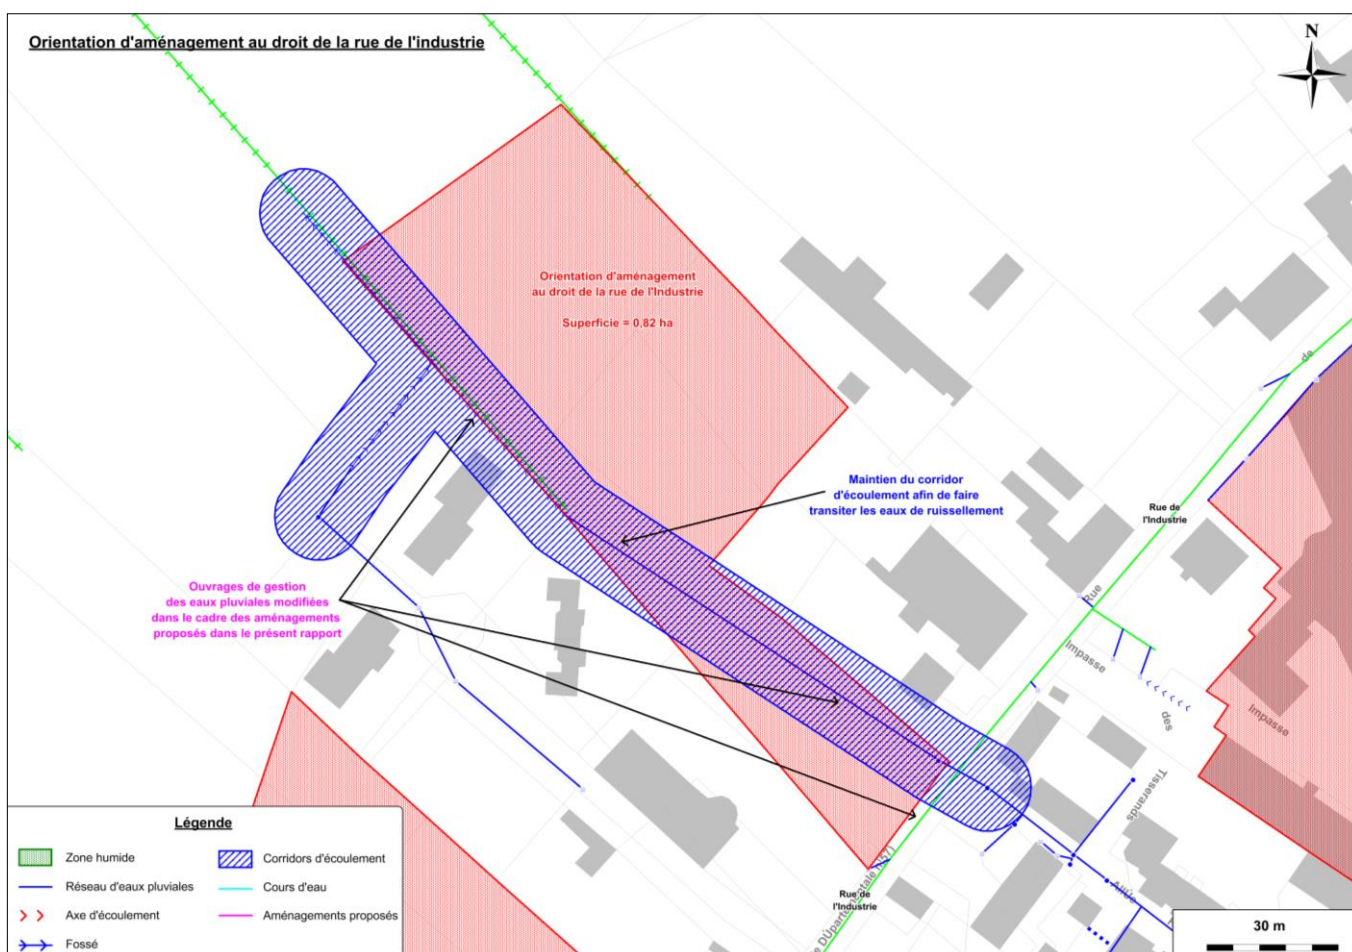 Orientation d'aménagement au droit de la rue de l'industrie
N
Orientation d'aménagement
au droit de la rue de l'Industrie
Superficie = 0,82 ha
de
Maintien du corridor
d'écoulement afin de faire
transiter les eaux de ruissellement
Rue de
l'Industrie
Ouvrages de gestion
des eaux pluviales modifiées
dans le cadre des aménagements
proposés dans le présent rapport
Rue
Impasse
des
Tisserands
Impasse
Allée
Rue de
l'Industrie
Légende
Zone humide
Corridors d'écoulement
Réseau d'eaux pluviales
Cours d'eau
Axe d'écoulement
Aménagements proposés
Fossé
30 m